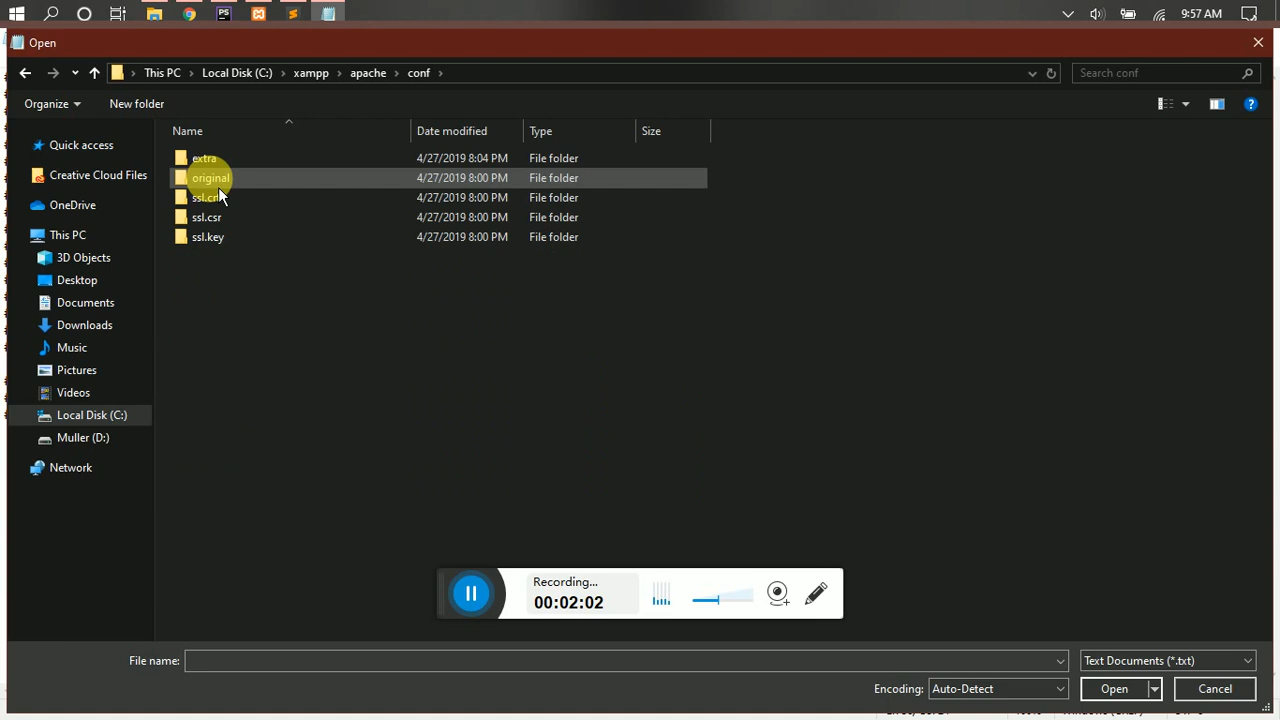 PS
9:57 AM
Open
This PC > Local Disk (C:) > xampp > apache > conf >
Search conf
Organize
New folder
Name
Date modified
Type
Size
extra
4/27/2019 8:04 PM
File folder
original
4/27/2019 8:00 PM
File folder
4/27/2019 8:00 PM
File folder
ssl.csr
4/27/2019 8:00 PM
File folder
ssl.key
4/27/2019 8:00 PM
File folder
Quick access
Creative Cloud Files
OneDrive
This PC
3D Objects
Desktop
Documents
Downloads
Music
Pictures
Videos
Local Disk (C:)
Muller (D:)
Network
Recording...
00:02:02
File name:
Text Documents (*.txt)
Encoding:
Auto-Detect
Open
Cancel